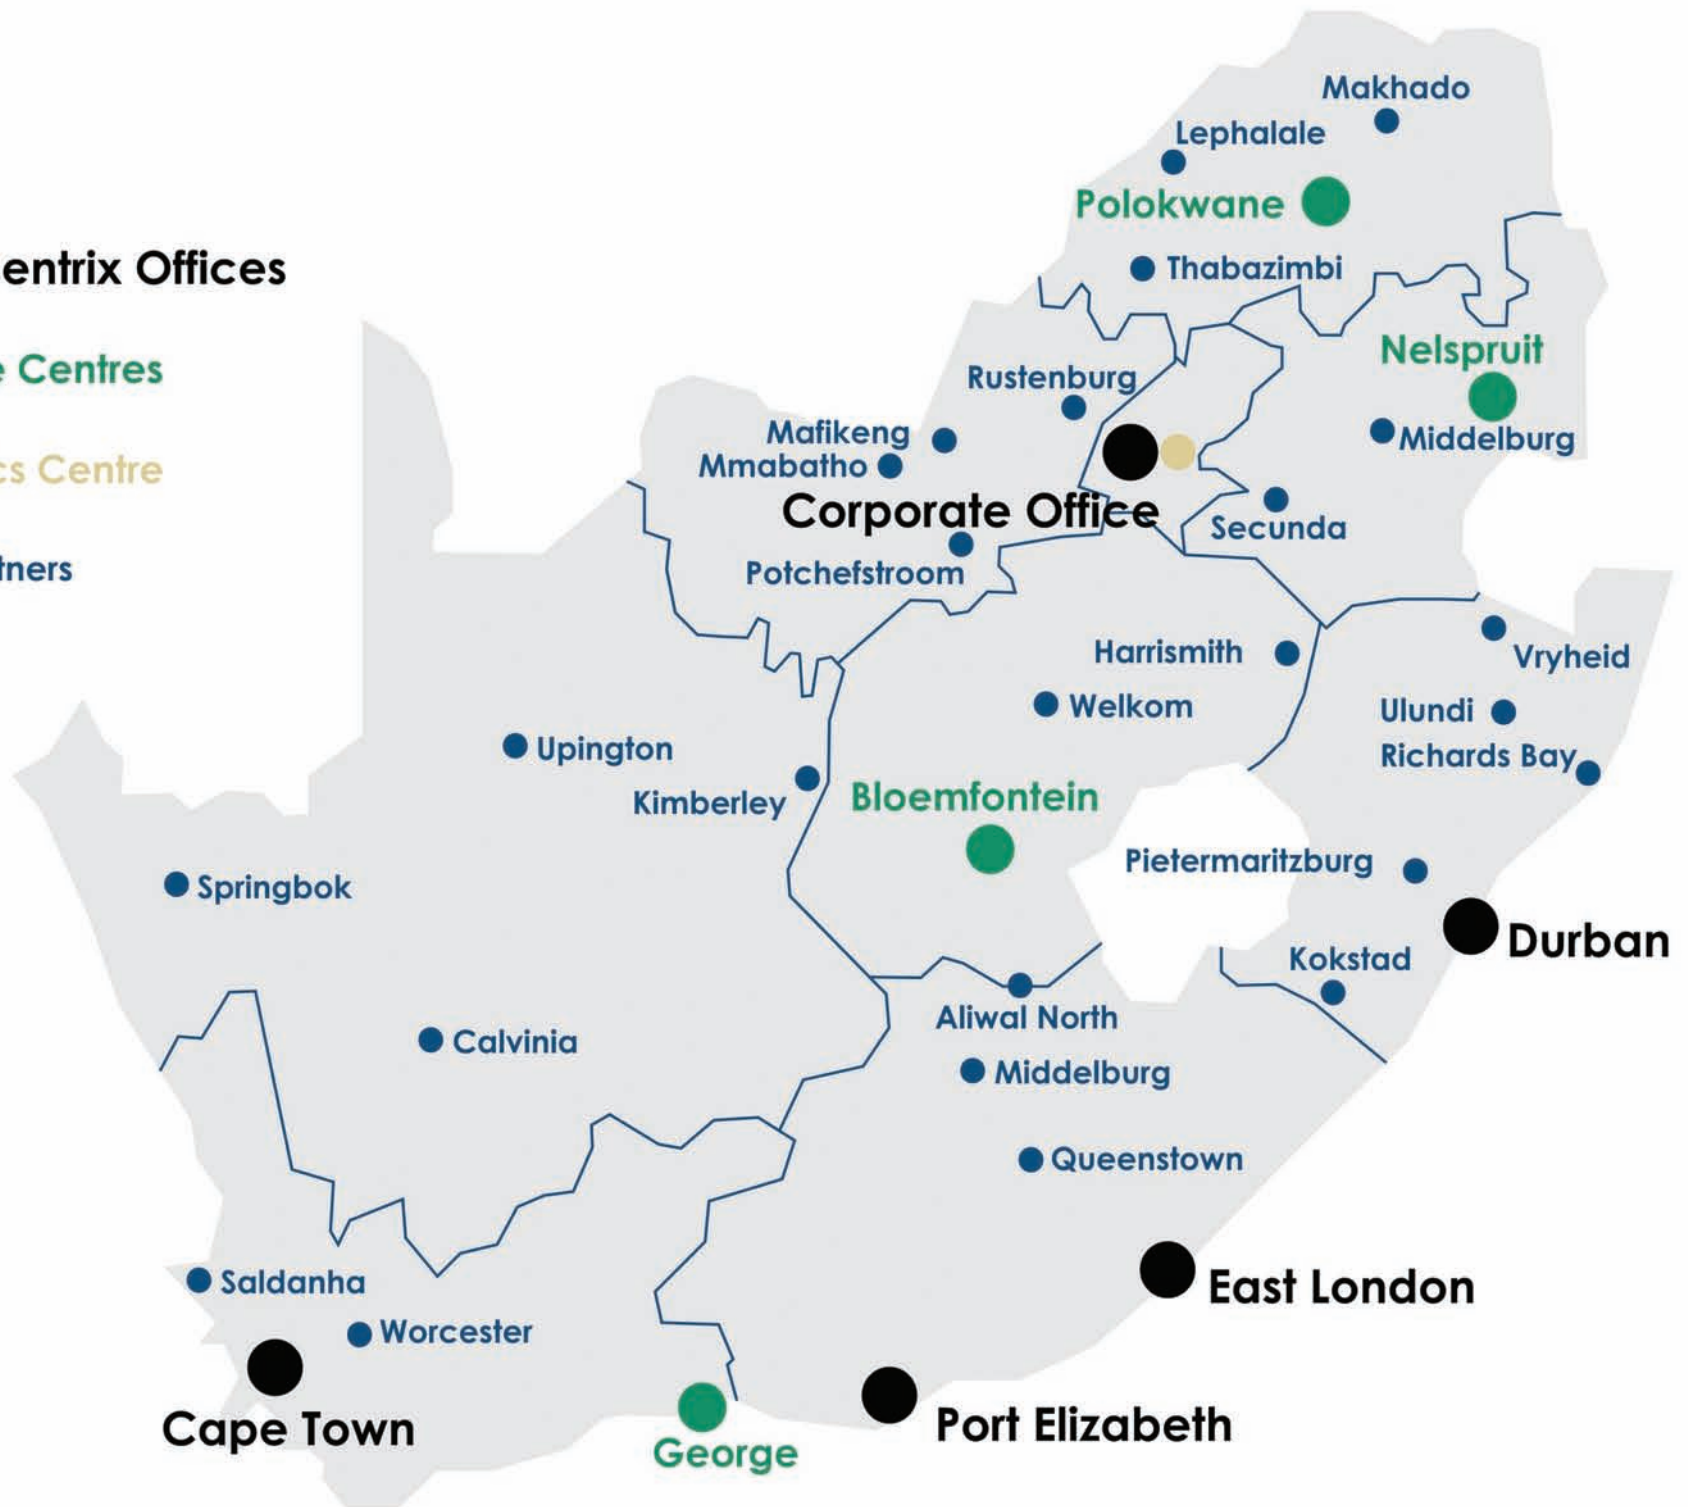 Makhado
Lephalale
Polokwane
entrix Offices
Thabazimbi
Centres
Nelspruit
Rustenburg
Mafikeng
Middelburg
Mmabatho
cs Centre
Corporate Office
Secunda
tners
Potchefstroom
Harrismith
Vryheid
Welkom
Ulundi
Upington
Richards Bay
Kimberley
Bloemfontein
Pietermaritzburg
Springbok
Durban
Kokstad
Aliwal North
Calvinia
Middelburg
Queenstown
Saldanha
East London
Worcester
Cape Town
Port Elizabeth
George